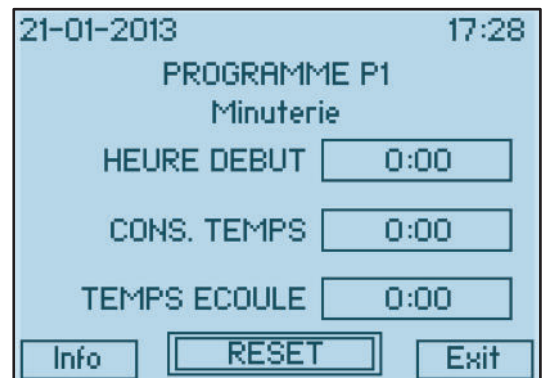 21-01-2013 17:28
PROGRAMME P1
Minuterie
HEURE DEBUT 0:00
CONS. TEMPS 0:00
TEMPS ECOULE 0:00
Info RESET Exit